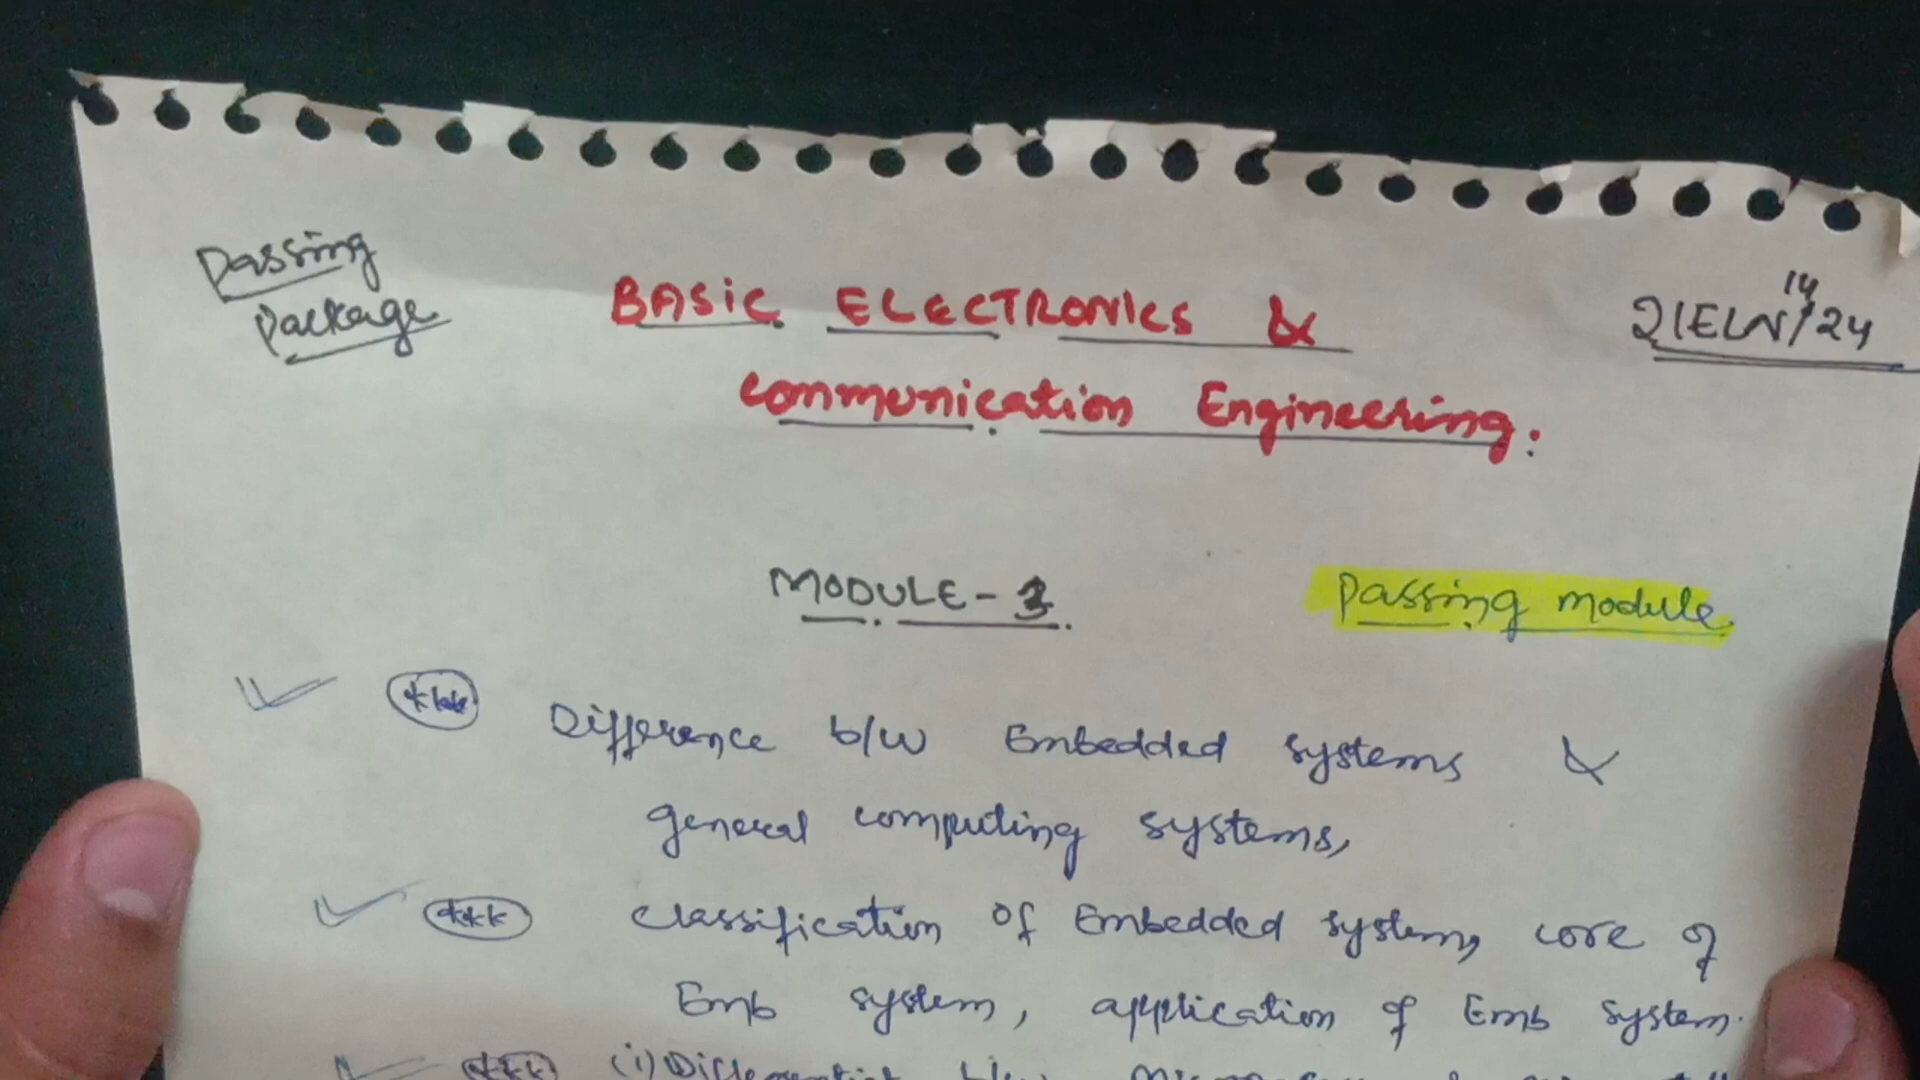 Passing
Package
BASIC ELECTRONICS &
communication Engineering.
21ELN14/24
MODULE - 3
Passing module
*** Difference b/w Embedded systems &
general computing systems,
*** classification of Embedded system, core of
Emb system, application of Emb system.
*** (i)